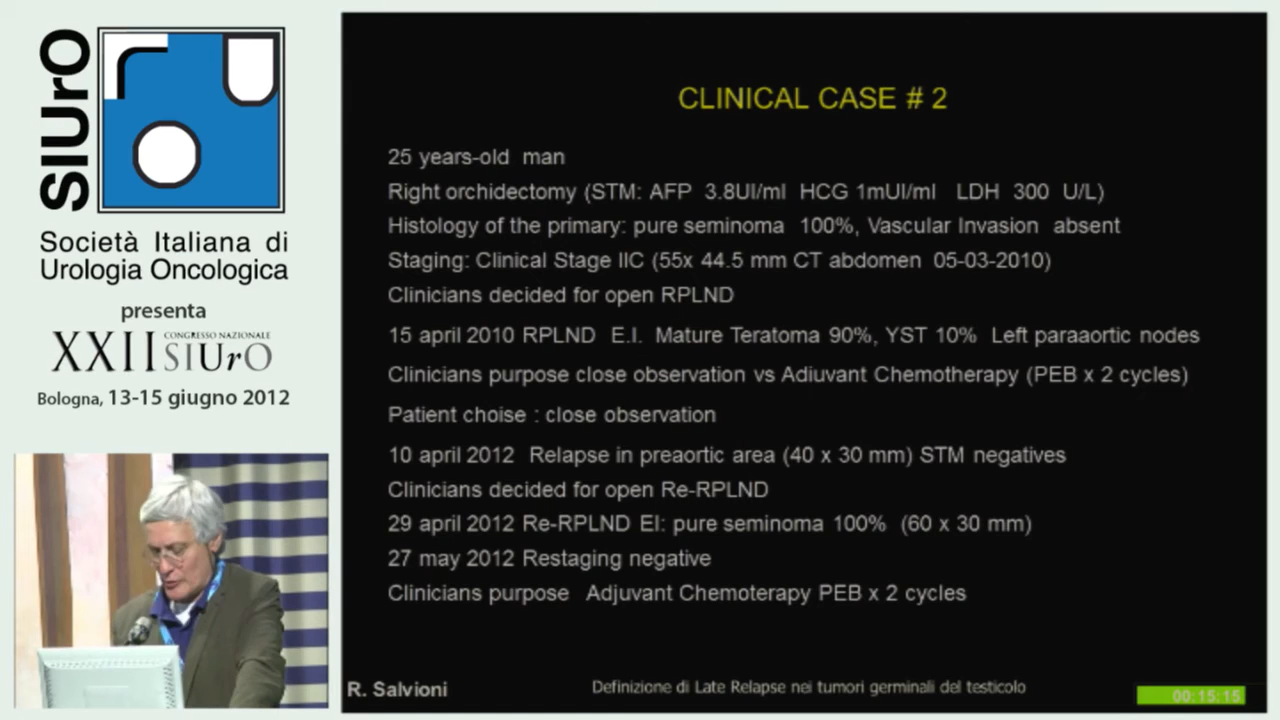 SIUrO
Società Italiana di
Urologia Oncologica
presenta
XXII CONGRESSO NAZIONALE SIUrO
Bologna, 13-15 giugno 2012
CLINICAL CASE # 2
25 years-old man
Right orchidectomy (STM: AFP 3.8UI/ml HCG 1mUI/ml LDH 300 U/L)
Histology of the primary: pure seminoma 100%, Vascular Invasion absent
Staging: Clinical Stage IIC (55x 44.5 mm CT abdomen 05-03-2010)
Clinicians decided for open RPLND
15 april 2010 RPLND E.I. Mature Teratoma 90%, YST 10% Left paraaortic nodes
Clinicians purpose close observation vs Adiuvant Chemotherapy (PEB x 2 cycles)
Patient choise : close observation
10 april 2012 Relapse in preaortic area (40 x 30 mm) STM negatives
Clinicians decided for open Re-RPLND
29 april 2012 Re-RPLND EI: pure seminoma 100% (60 x 30 mm)
27 may 2012 Restaging negative
Clinicians purpose Adjuvant Chemoterapy PEB x 2 cycles
R. Salvioni
Definizione di Late Relapse nei tumori germinali del testicolo
00:15:15